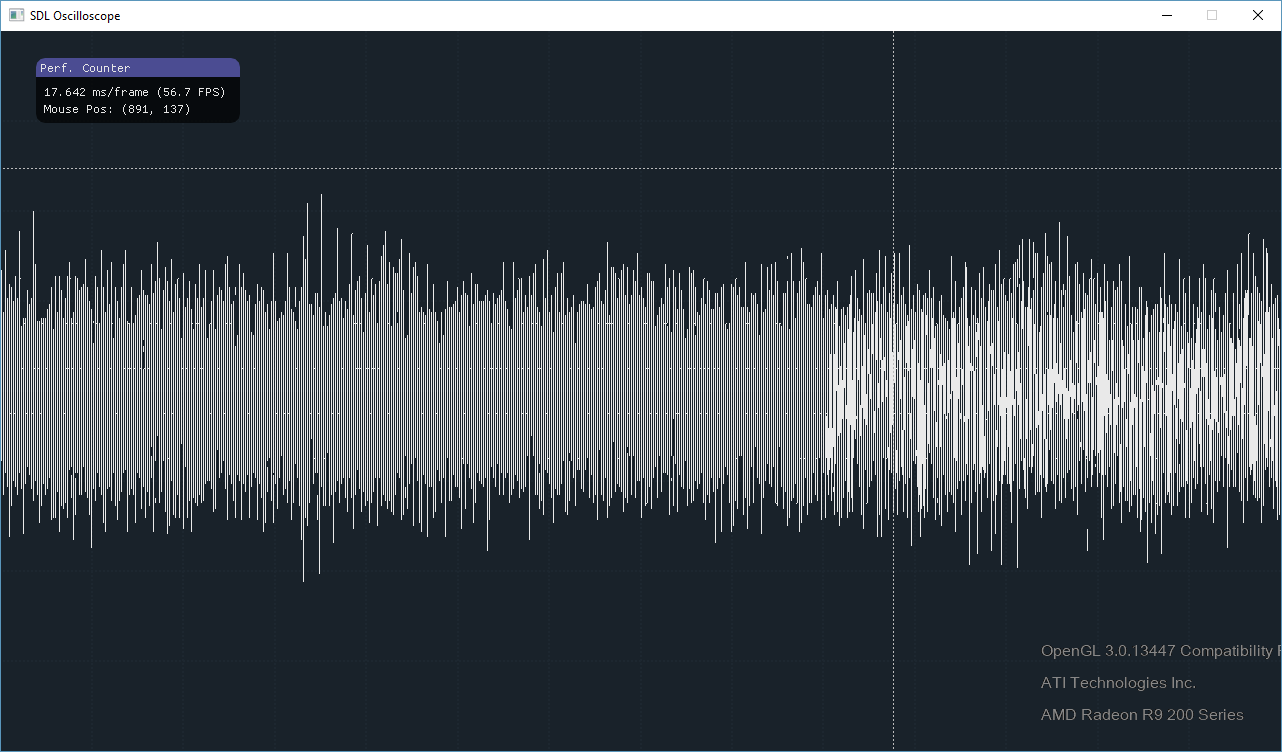 SDL Oscilloscope
Perf. Counter
17.642 ms/frame (56.7 FPS)
Mouse Pos: (891, 137)
OpenGL 3.0.13447 Compatibility
ATI Technologies Inc.
AMD Radeon R9 200 Series